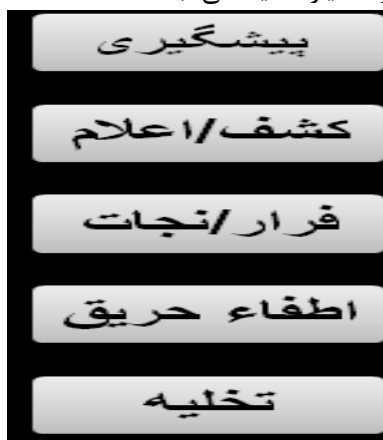 پیشگیری
کشف/اعلام
فرار/نجات
اطفاء حریق
تخلیه